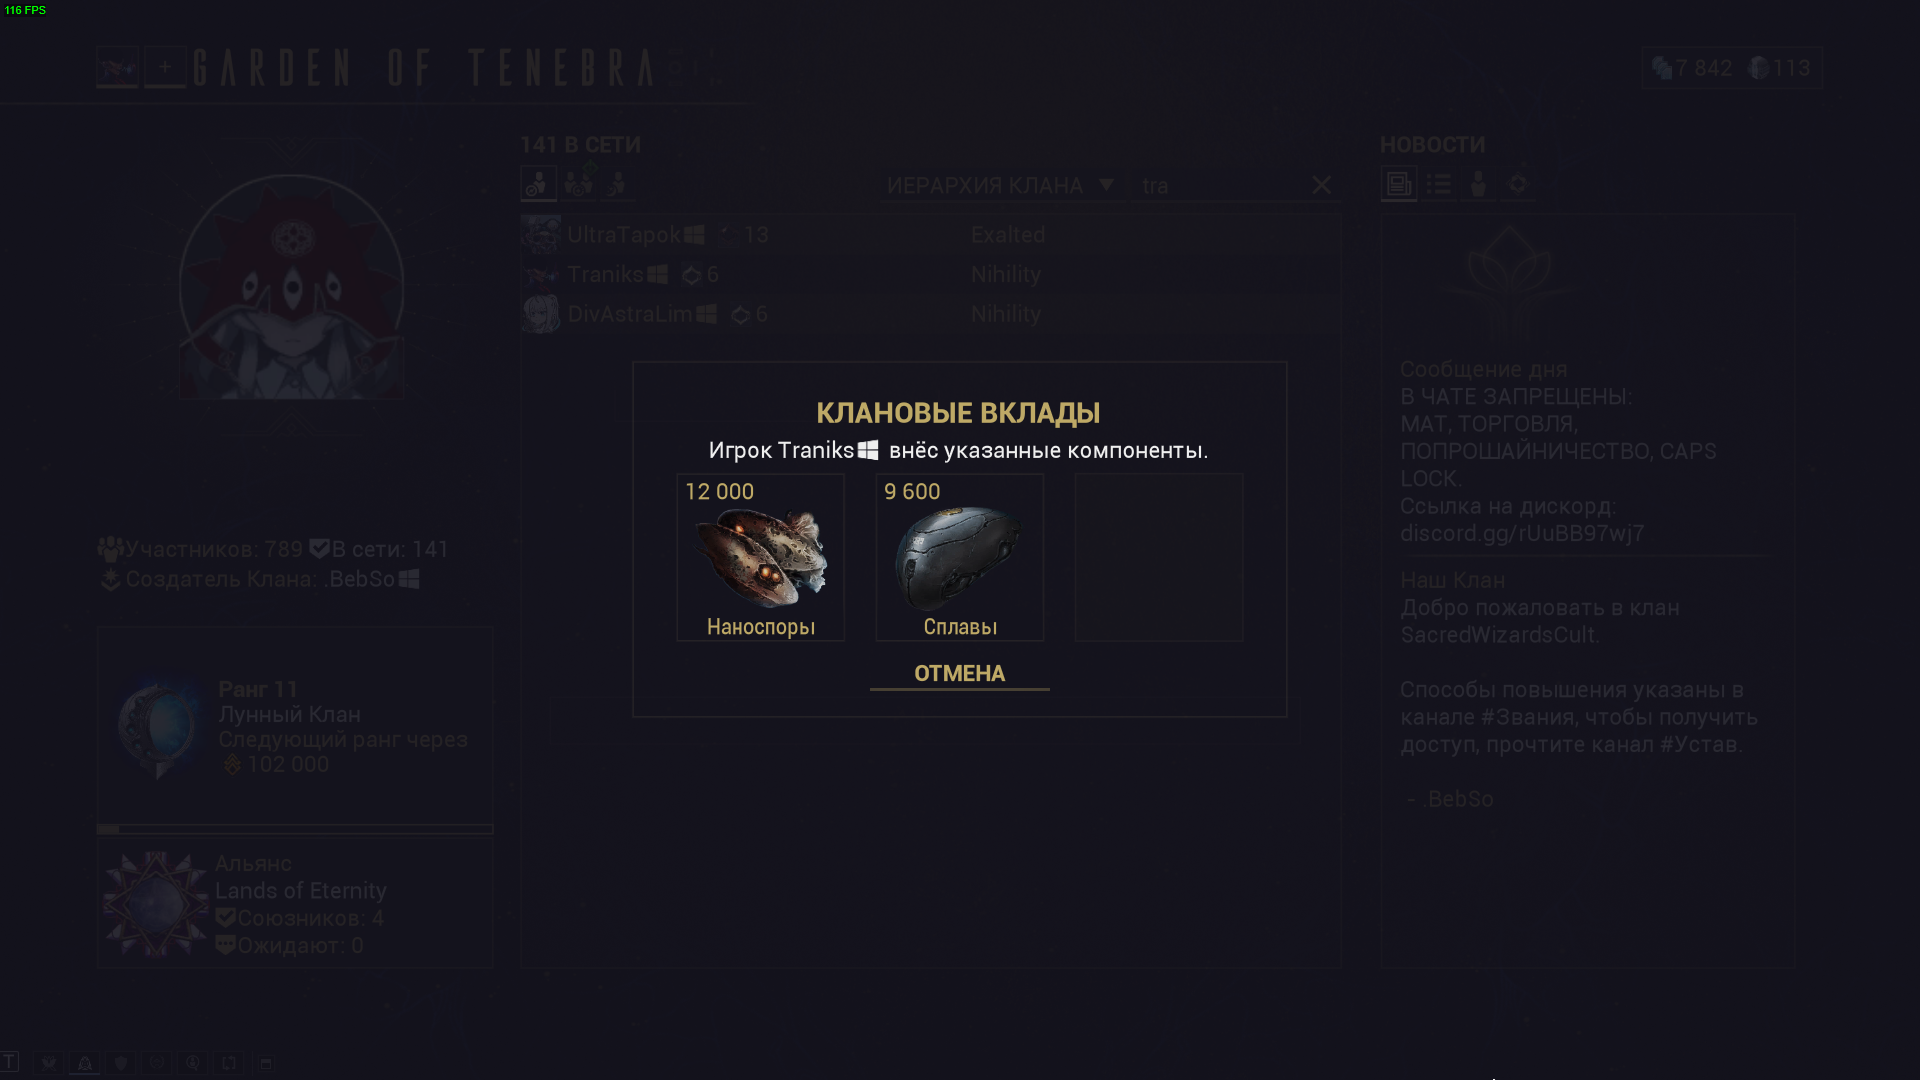 116 FPS
+ GARDEN OF TENEBRA
7 842 113
141 В СЕТИ
ИЕРАРХИЯ КЛАНА tra
UltraTapok 13 Exalted
Traniks 6 Nihility
DivAstraLim 6 Nihility
КЛАНОВЫЕ ВКЛАДЫ
Игрок Traniks внёс указанные компоненты.
12 000
Наноспоры
9 600
Сплавы
ОТМЕНА
Участников: 789 В сети: 141
Создатель Клана: .BebSo
Ранг 11
Лунный Клан
Следующий ранг через
102 000
Альянс
Lands of Eternity
Союзников: 4
Ожидают: 0
НОВОСТИ
Сообщение дня
В ЧАТЕ ЗАПРЕЩЕНЫ:
МАТ, ТОРГОВЛЯ,
ПОПРОШАЙНИЧЕСТВО, CAPS
LOCK.
Ссылка на дискорд:
discord.gg/rUuBB97wj7
Наш Клан
Добро пожаловать в клан
SacredWizardsCult.
Способы повышения указаны в
канале #Звания, чтобы получить
доступ, прочтите канал #Устав.
- .BebSo
T